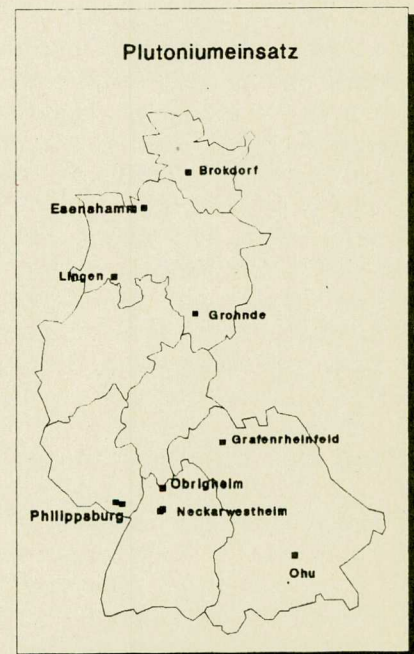 Plutoniumeinsatz
Brokdorf
Esenshamm
Lingen
Grohnde
Grafenrheinfeld
Obrigheim
Philippsburg
Neckarwestheim
Ohu